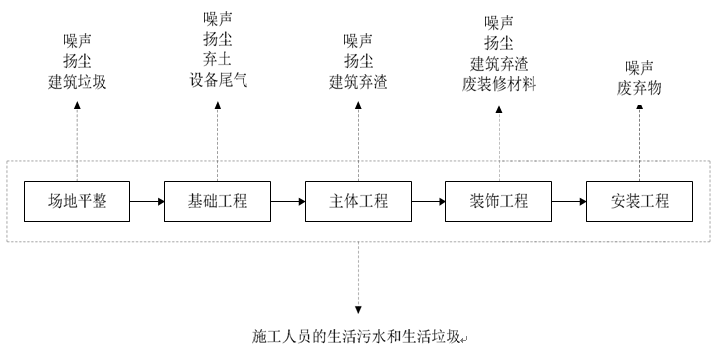 噪声
扬尘
建筑垃圾
噪声
扬尘
弃土
设备尾气
噪声
扬尘
建筑弃渣
噪声
扬尘
建筑弃渣
废装修材料
噪声
废弃物
场地平整
基础工程
主体工程
装饰工程
安装工程
施工人员的生活污水和生活垃圾